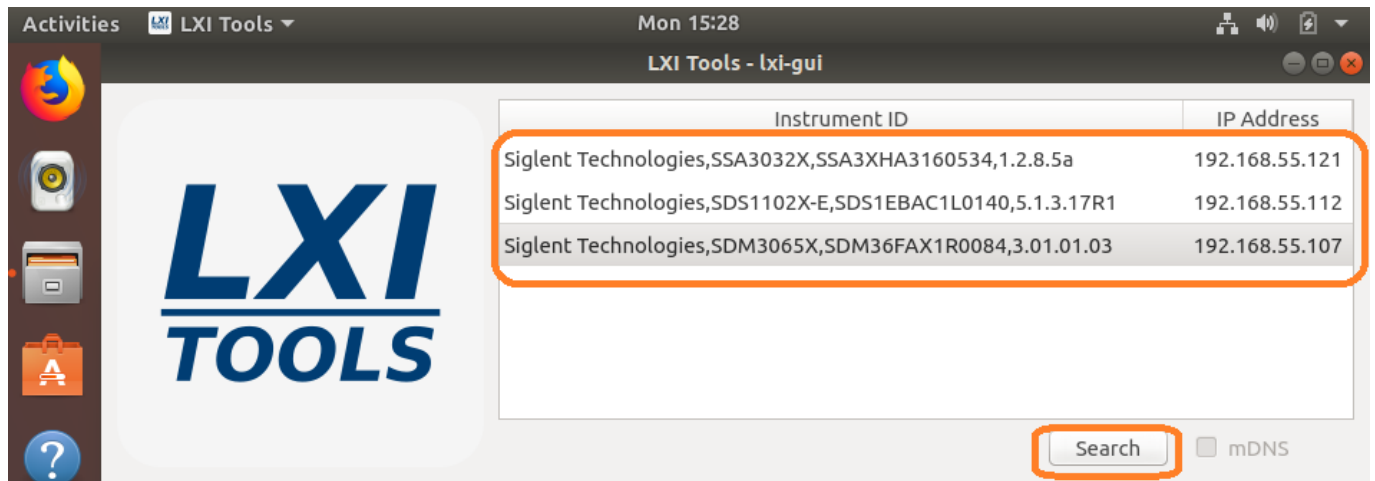 Activities LXI Tools Mon 15:28
LXI Tools - lxi-gui
Instrument ID IP Address
Siglent Technologies,SSA3032X,SSA3XHA3160534,1.2.8.5a 192.168.55.121
Siglent Technologies,SDS1102X-E,SDS1EBAC1L0140,5.1.3.17R1 192.168.55.112
Siglent Technologies,SDM3065X,SDM36FAX1R0084,3.01.01.03 192.168.55.107
LXI
TOOLS
Search mDNS